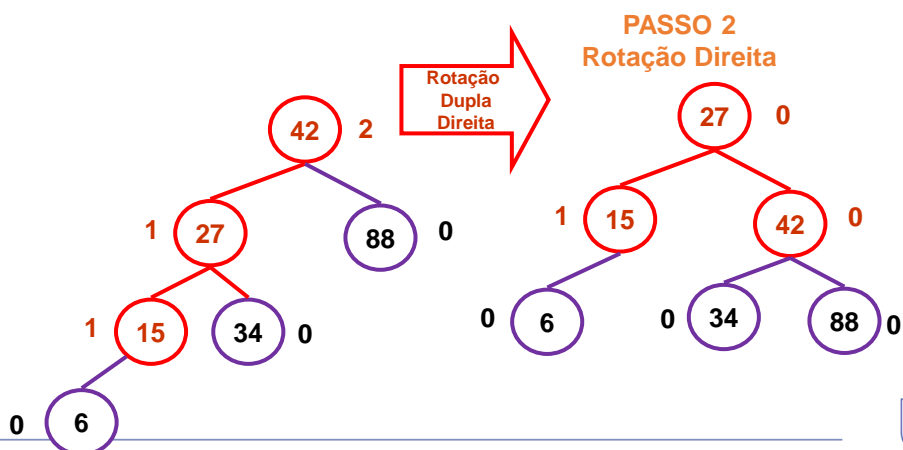 PASSO 2
Rotação Direita
Rotação
Dupla
Direita
42 2
1 27
88 0
1 15
34 0
0 6
27 0
1 15
42 0
0 6
0 34
88 0